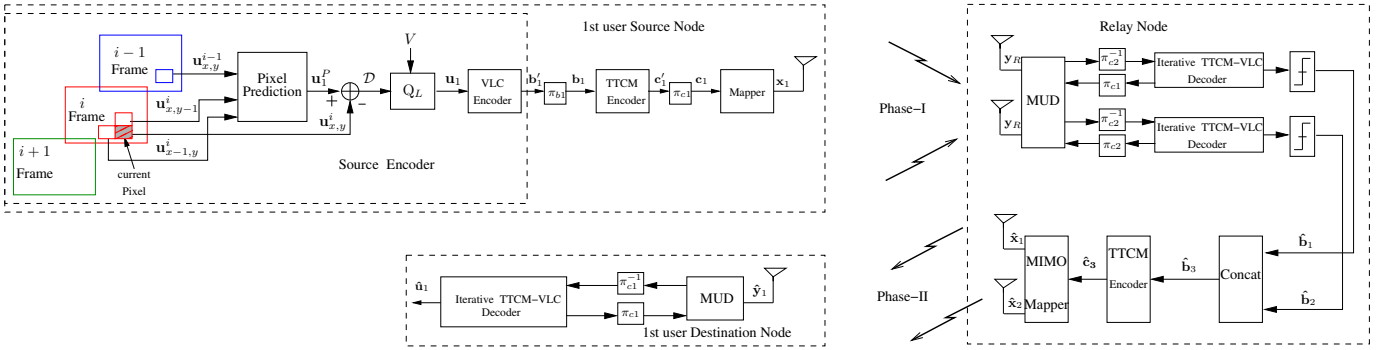 1st user Source Node
i−1
Frame
u^{i-1}_{x,y}
i
Frame
u^i_{x,y−1}
u^i_{x−1,y}
i+1
Frame
current
Pixel
Pixel
Prediction
u_1^P
+
−
D
u^i_{x,y}
V
Q_L
u_1
Source Encoder
VLC
Encoder
b′_1
π_{b1}
b_1
TTCM
Encoder
c′_1
π_{c1}
c_1
Mapper
x_1
Phase−I
Phase−II
Relay Node
y_R
y_R
MUD
π_{c2}^{-1}
π_{c1}
Iterative TTCM−VLC
Decoder
π_{c2}^{-1}
π_{c2}
Iterative TTCM−VLC
Decoder
x̂_1
x̂_2
MIMO
Mapper
ĉ_3
TTCM
Encoder
b̂_3
Concat
b̂_1
b̂_2
û_1
Iterative TTCM−VLC
Decoder
π_{c1}^{-1}
π_{c1}
MUD
ŷ_1
1st user Destination Node